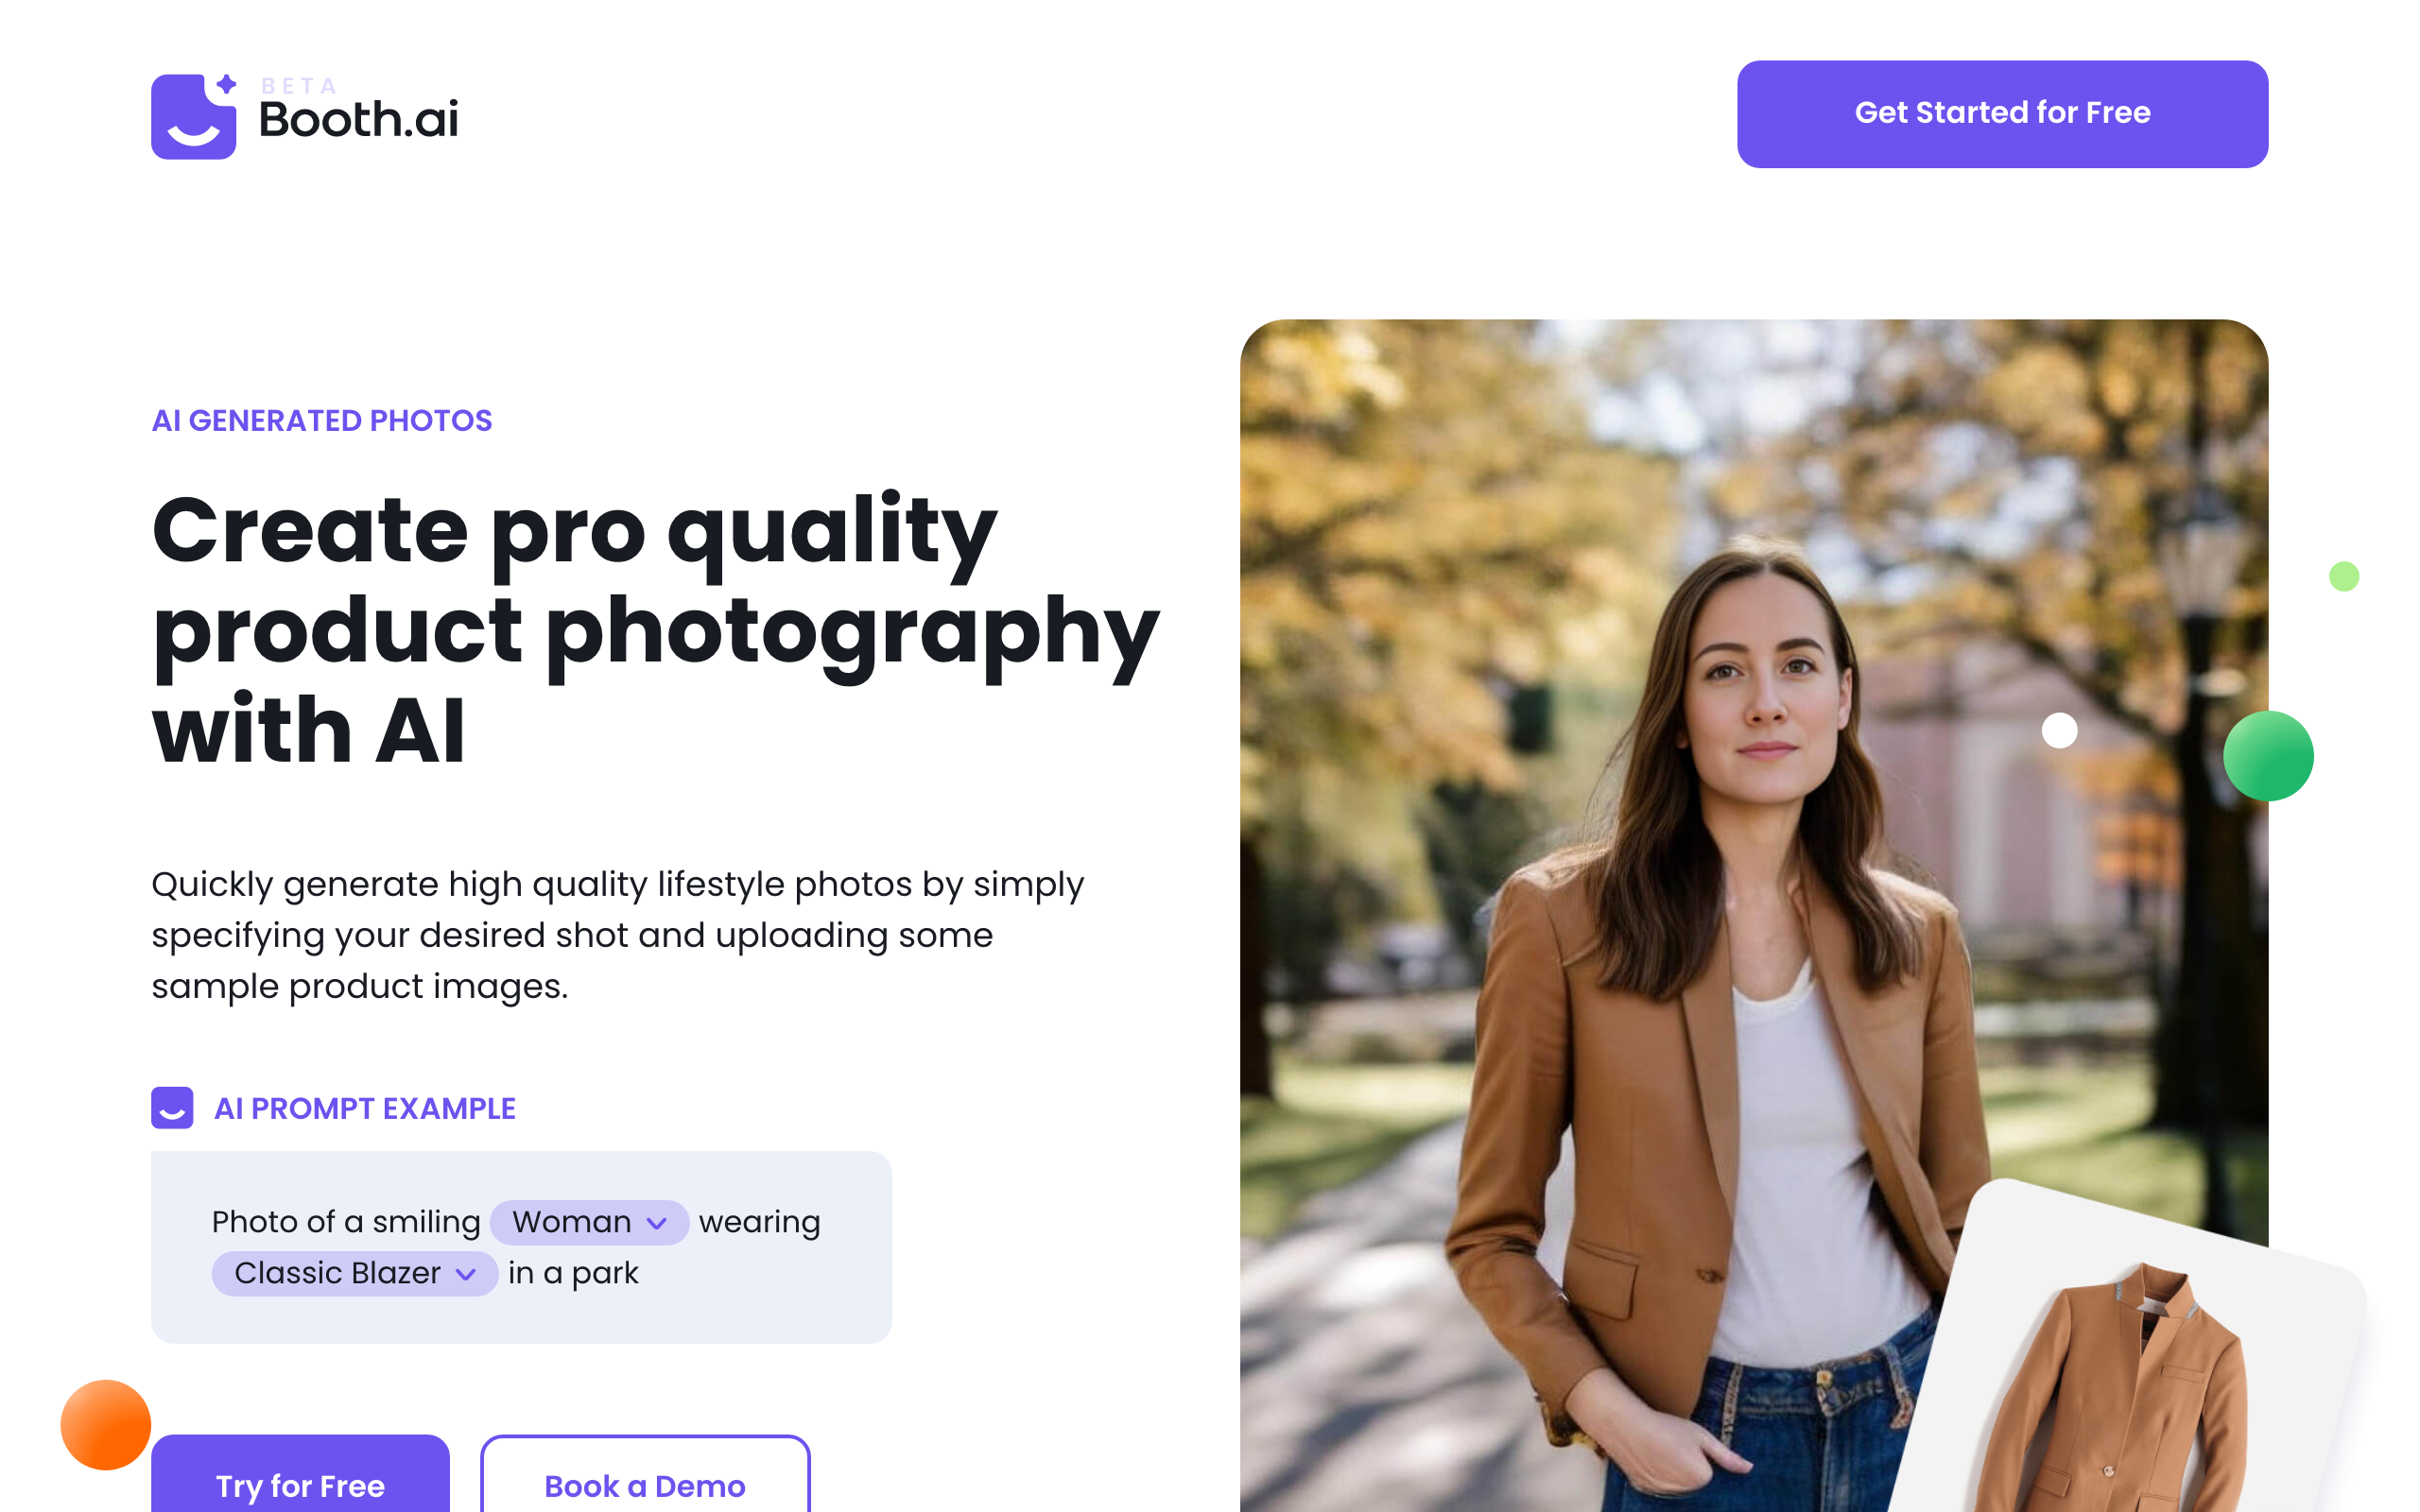 BETA
Booth.ai
Get Started for Free
AI GENERATED PHOTOS
Create pro quality
product photography
with AI
Quickly generate high quality lifestyle photos by simply
specifying your desired shot and uploading some
sample product images.
AI PROMPT EXAMPLE
Photo of a smiling Woman wearing
Classic Blazer in a park
Try for Free
Book a Demo